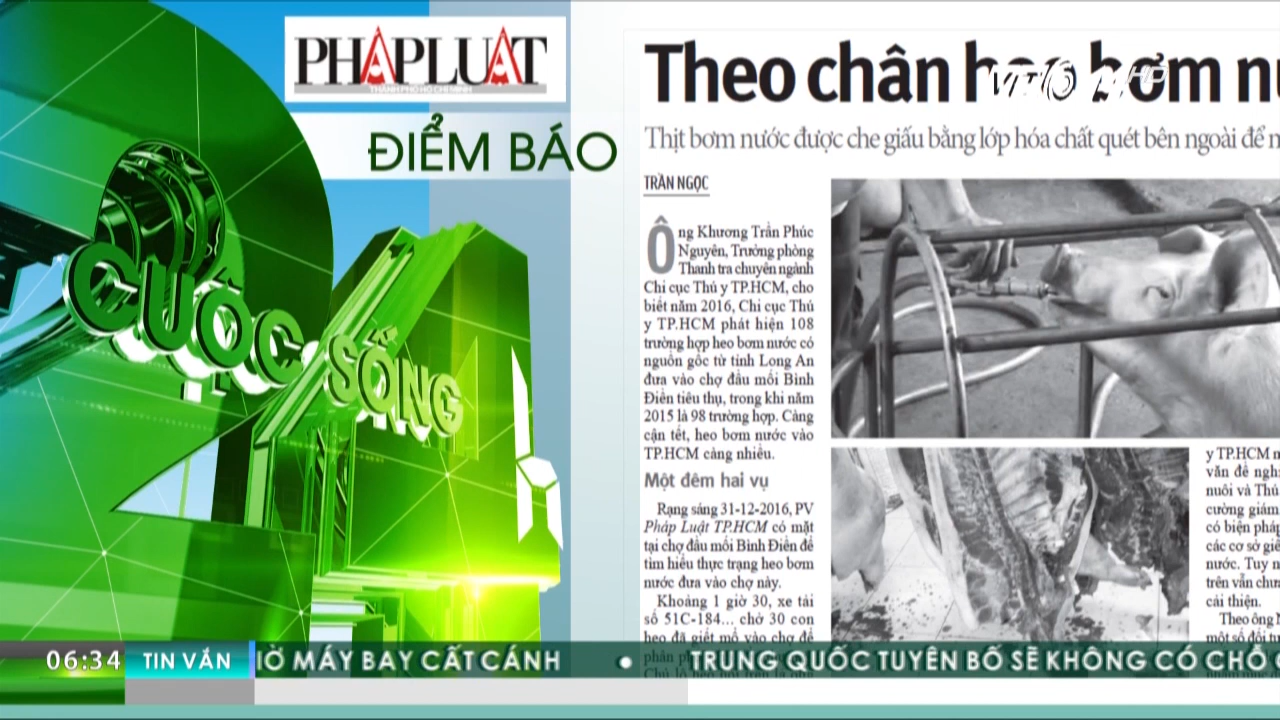 PHÁP LUẬT
THÀNH PHỐ HỒ CHÍ MINH
ĐIỂM BÁO
CUỘC SỐNG
24h
Theo chân heo bơm
Thịt bơm nước được che giấu bằng lớp hóa chất quét bên ngoài để
TRẦN NGỌC
Ông Khương Trần Phúc
Nguyên, Trưởng phòng
Thanh tra chuyên ngành
Chi cục Thú y TP.HCM, cho
biết năm 2016, Chi cục Thú
y TP.HCM phát hiện 108
trường hợp heo bơm nước có
nguồn gốc từ tỉnh Long An
đưa vào chợ đầu mối Bình
Điền tiêu thụ, trong khi năm
2015 là 98 trường hợp. Càng
cận tết, heo bơm nước vào
TP.HCM càng nhiều.
Một đêm hai vụ
Rạng sáng 31-12-2016, PV
Pháp Luật TP.HCM có mặt
tại chợ đầu mối Bình Điền để
tìm hiểu thực trạng heo bơm
nước đưa vào chợ này.
Khoảng 1 giờ 30, xe tải
số 51C-184... chở 30 con
heo đã giết mổ vào chợ để
y TP.HCM
văn đề
nuôi và Thú
cường giám
có biện pháp
các cơ sở
nước. Tuy
trên vẫn
cải thiện.
Theo ông
một số đối
06:34 TIN VẮN IỜ MÁY BAY CẤT CÁNH • TRUNG QUỐC TUYÊN BỐ SẼ KHÔNG CÓ CHỖ